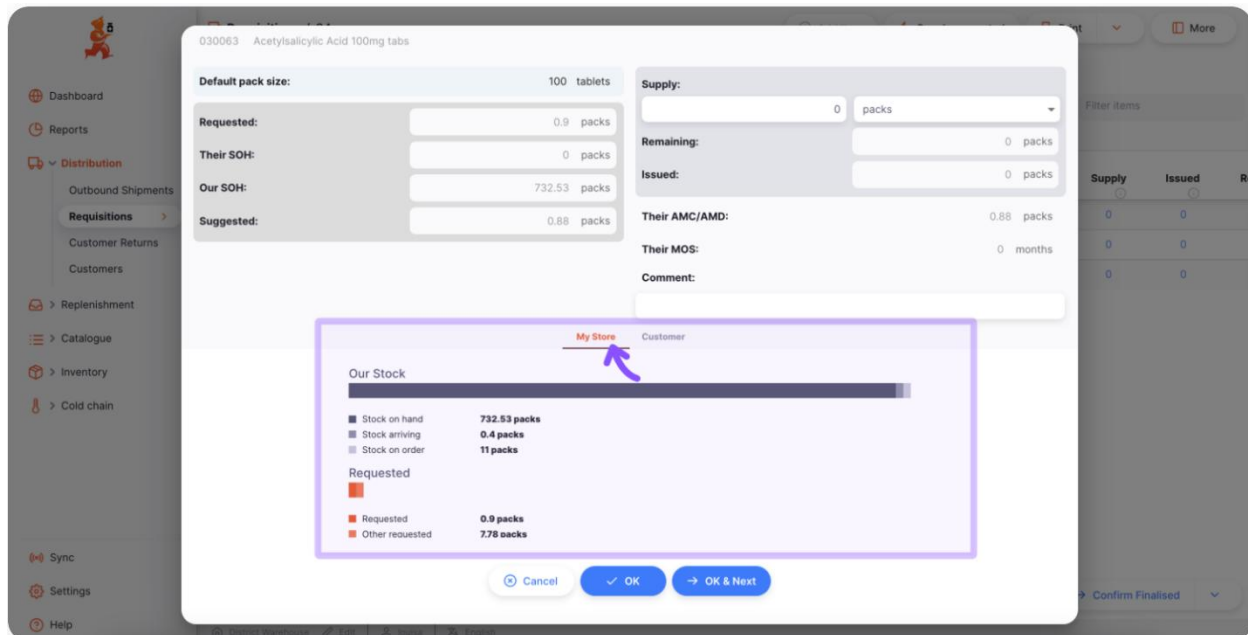 More
030063 Acetylsalicylic Acid 100mg tabs
Default pack size: 100 tablets
Requested: 0.9 packs
Their SOH: 0 packs
Our SOH: 732.53 packs
Suggested: 0.88 packs
Supply:
0 packs
Remaining: 0 packs
Issued: 0 packs
Their AMC/AMD: 0.88 packs
Their MOS: 0 months
Comment:
Dashboard
Reports
Distribution
Outbound Shipments
Requisitions
Customer Returns
Customers
Replenishment
Catalogue
Inventory
Cold chain
Sync
Settings
Help
Filter items
Supply Issued
0 0
0 0
0 0
My Store Customer
Our Stock
Stock on hand 732.53 packs
Stock arriving 0.4 packs
Stock on order 11 packs
Requested
Requested 0.9 packs
Other requested 7.78 packs
Cancel OK OK & Next
Confirm Finalised
District Warehouse Edit English